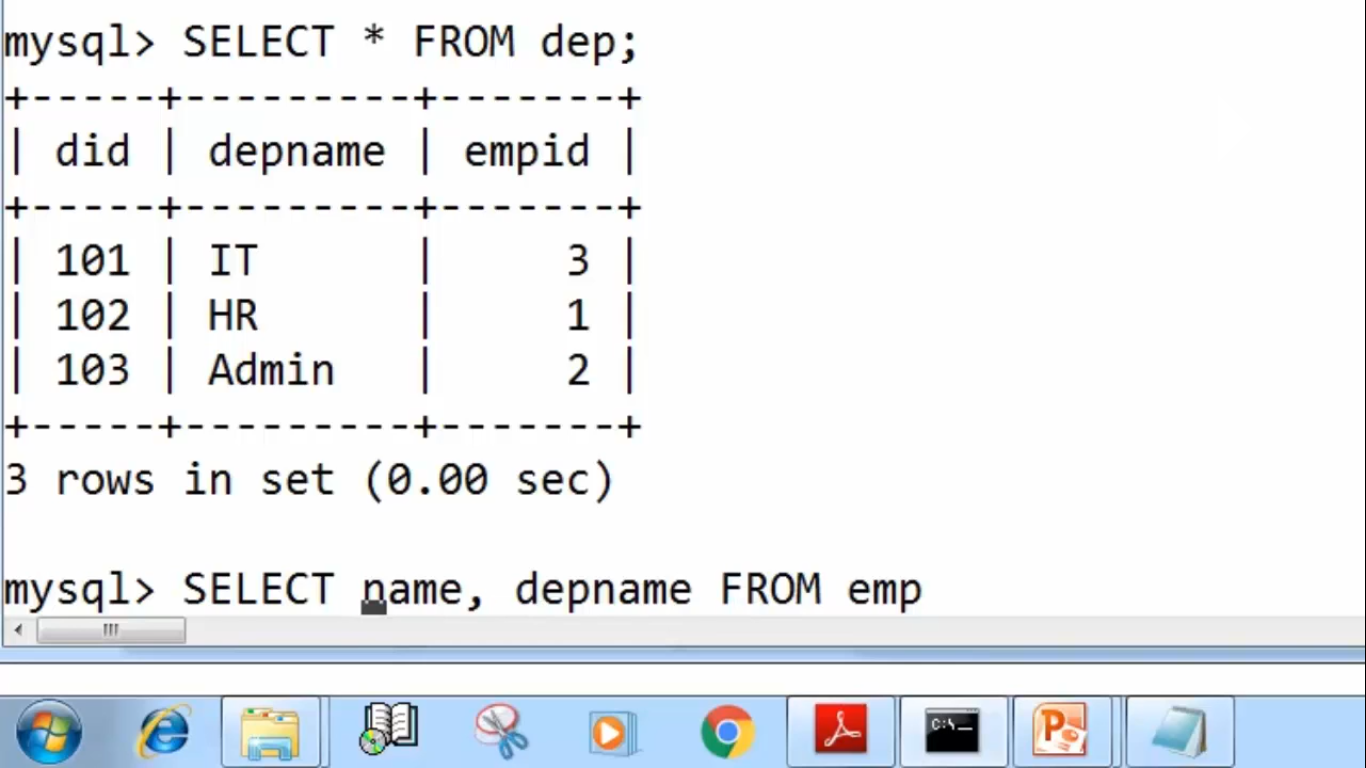 mysql> SELECT * FROM dep;
+-----+---------+-------+
| did | depname | empid |
+-----+---------+-------+
| 101 | IT      |     3 |
| 102 | HR      |     1 |
| 103 | Admin   |     2 |
+-----+---------+-------+
3 rows in set (0.00 sec)
mysql> SELECT name, depname FROM emp
C:\_